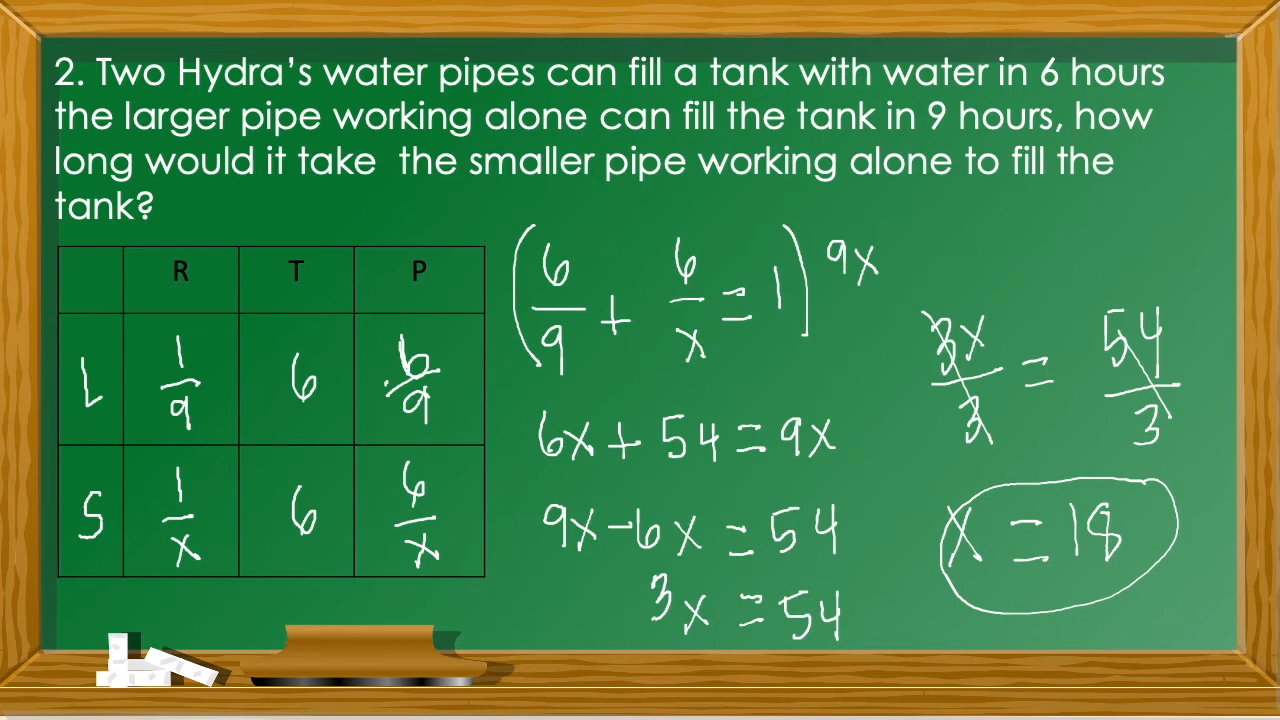 2. Two Hydra's water pipes can fill a tank with water in 6 hours
the larger pipe working alone can fill the tank in 9 hours, how
long would it take the smaller pipe working alone to fill the
tank?
R T P
L 1/9 6 6/9
S 1/x 6 6/x
(6/9 + 6/x = 1) 9x
6x + 54 = 9x
9x - 6x = 54
3x = 54
3x/3 = 54/3
x = 18